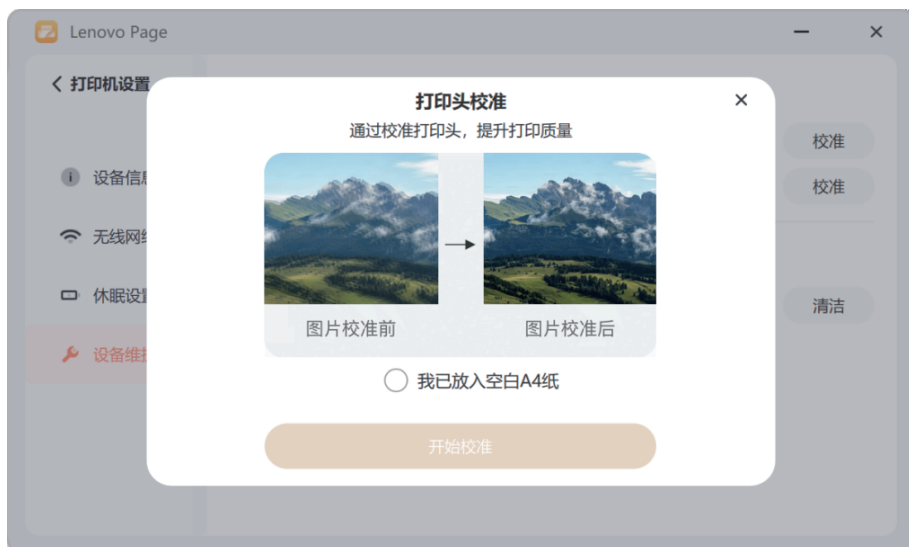 Lenovo Page
打印机设置
设备信息
无线网络
休眠设置
设备维护
校准
校准
清洁
打印头校准
通过校准打印头，提升打印质量
图片校准前
图片校准后
我已放入空白A4纸
开始校准